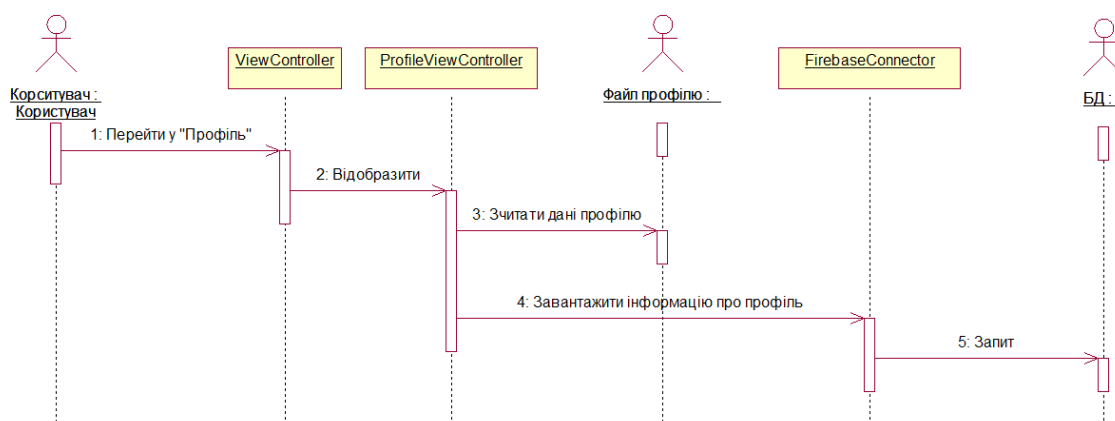 ViewController
ProfileViewController
FirebaseConnector
Корситувач :
Користувач
Файл профілю :
БД :
1: Перейти у "Профіль"
2: Відобразити
3: Зчитати дані профілю
4: Завантажити інформацію про профіль
5: Запит